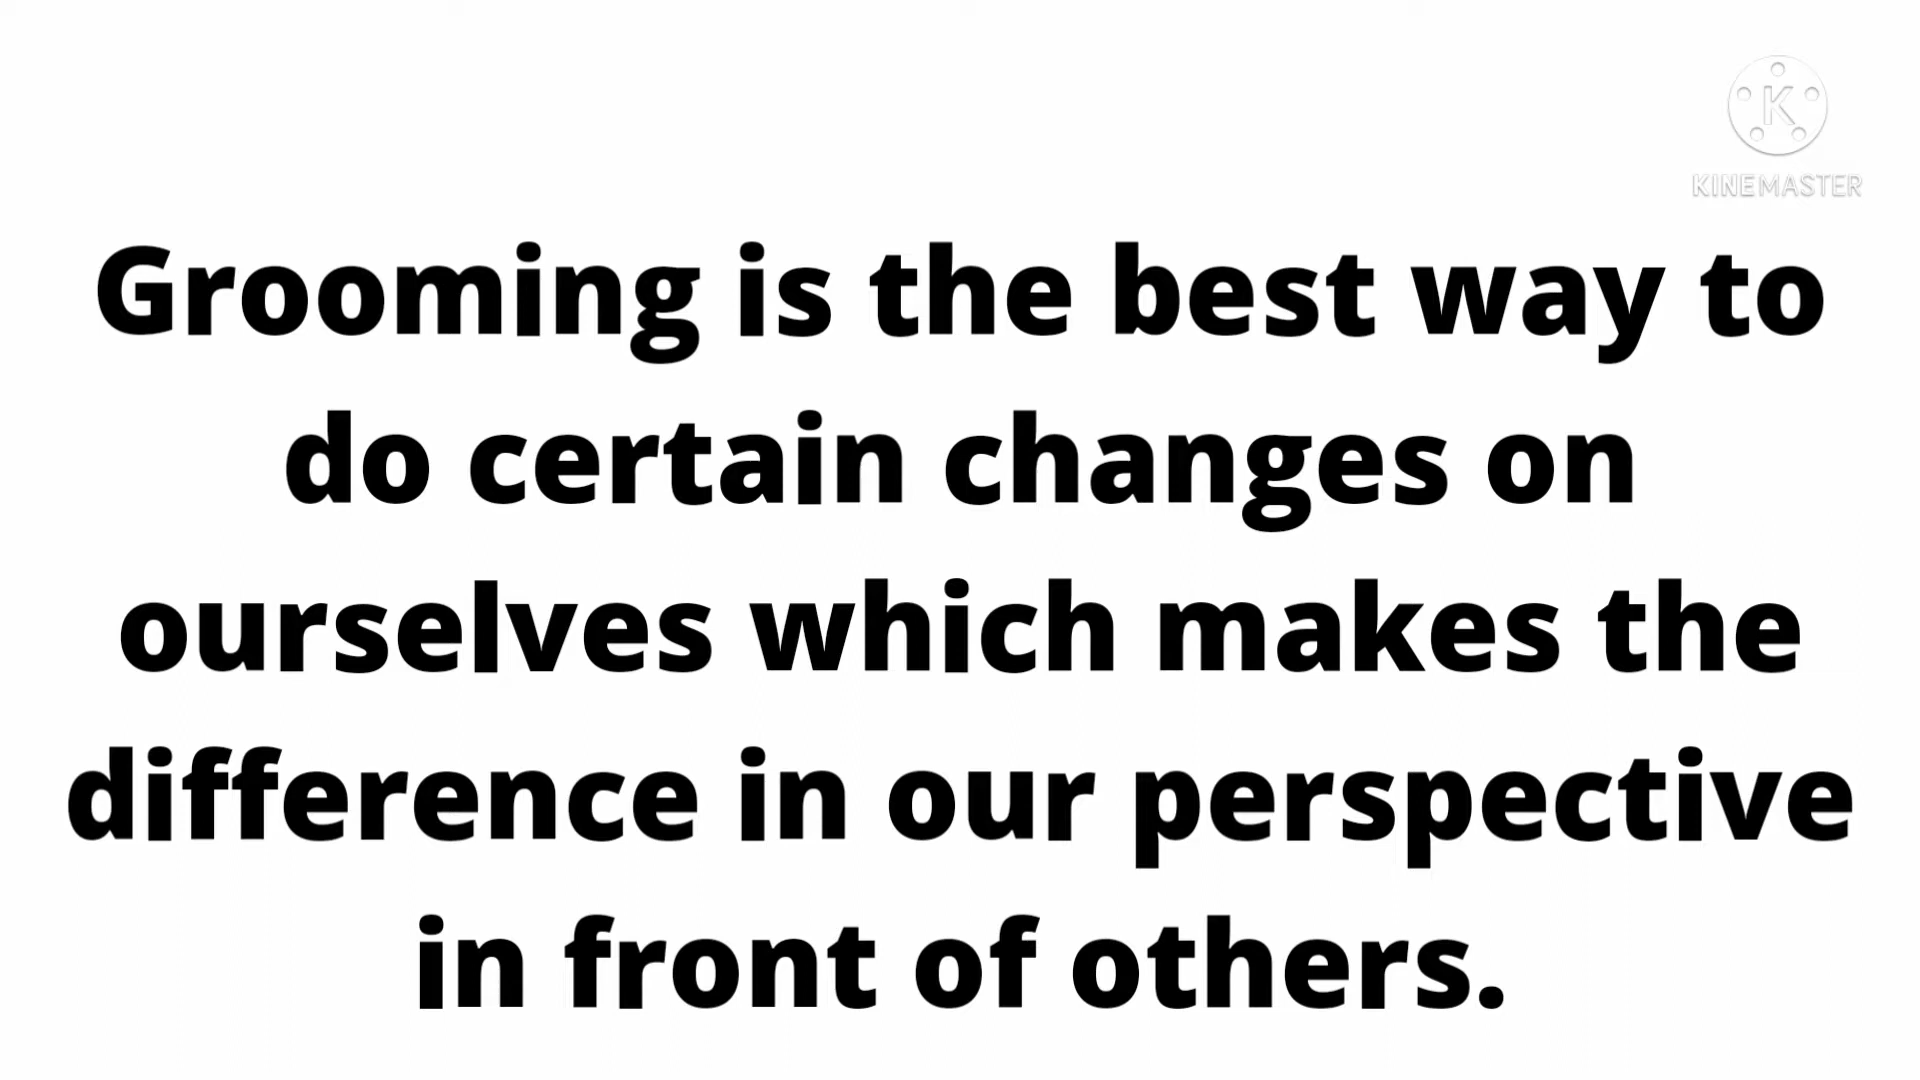 KINEMASTER
Grooming is the best way to
do certain changes on
ourselves which makes the
difference in our perspective
in front of others.